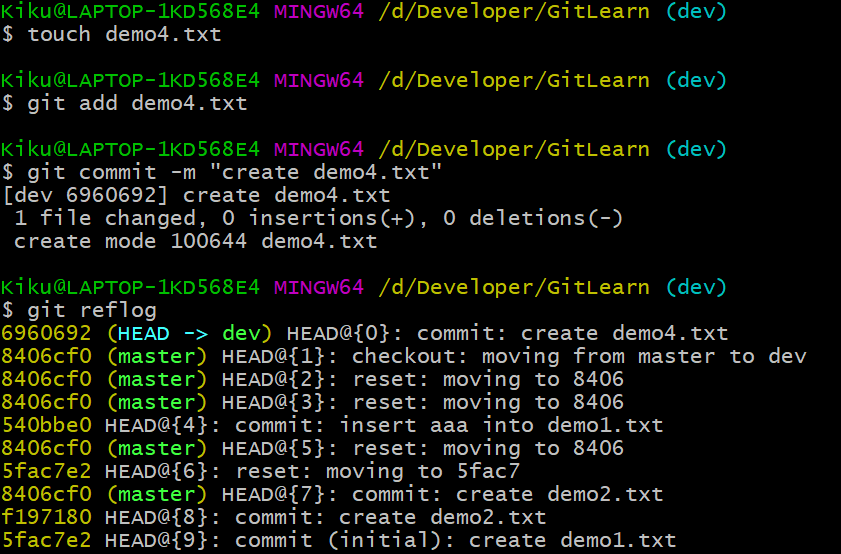 Kiku@LAPTOP-1KD568E4 MINGW64 /d/Developer/GitLearn (dev)
$ touch demo4.txt
Kiku@LAPTOP-1KD568E4 MINGW64 /d/Developer/GitLearn (dev)
$ git add demo4.txt
Kiku@LAPTOP-1KD568E4 MINGW64 /d/Developer/GitLearn (dev)
$ git commit -m "create demo4.txt"
[dev 6960692] create demo4.txt
 1 file changed, 0 insertions(+), 0 deletions(-)
 create mode 100644 demo4.txt
Kiku@LAPTOP-1KD568E4 MINGW64 /d/Developer/GitLearn (dev)
$ git reflog
6960692 (HEAD -> dev) HEAD@{0}: commit: create demo4.txt
8406cf0 (master) HEAD@{1}: checkout: moving from master to dev
8406cf0 (master) HEAD@{2}: reset: moving to 8406
8406cf0 (master) HEAD@{3}: reset: moving to 8406
540bbe0 HEAD@{4}: commit: insert aaa into demo1.txt
8406cf0 (master) HEAD@{5}: reset: moving to 8406
5fac7e2 HEAD@{6}: reset: moving to 5fac7
8406cf0 (master) HEAD@{7}: commit: create demo2.txt
f197180 HEAD@{8}: commit: create demo2.txt
5fac7e2 HEAD@{9}: commit (initial): create demo1.txt